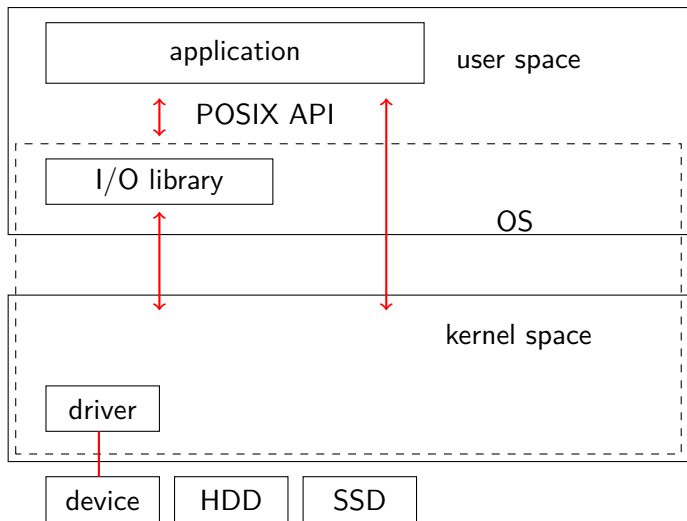 application
user space
POSIX API
I/O library
OS
kernel space
driver
device
HDD
SSD